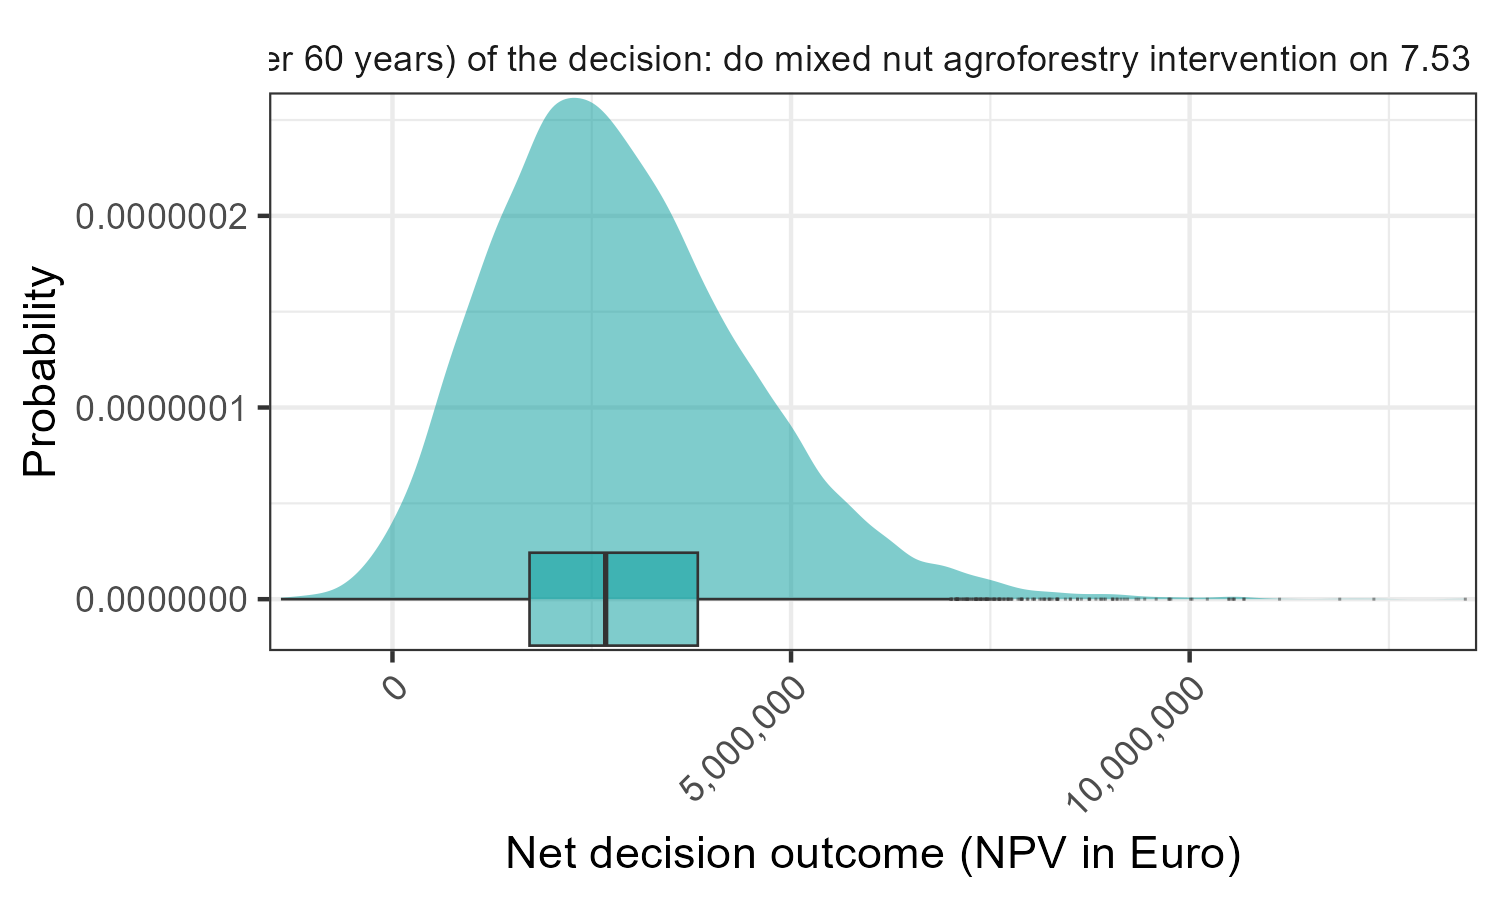 er 60 years) of the decision: do mixed nut agroforestry intervention on 7.53
0.0000002
0.0000001
0.0000000
Probability
0
5,000,000
10,000,000
Net decision outcome (NPV in Euro)